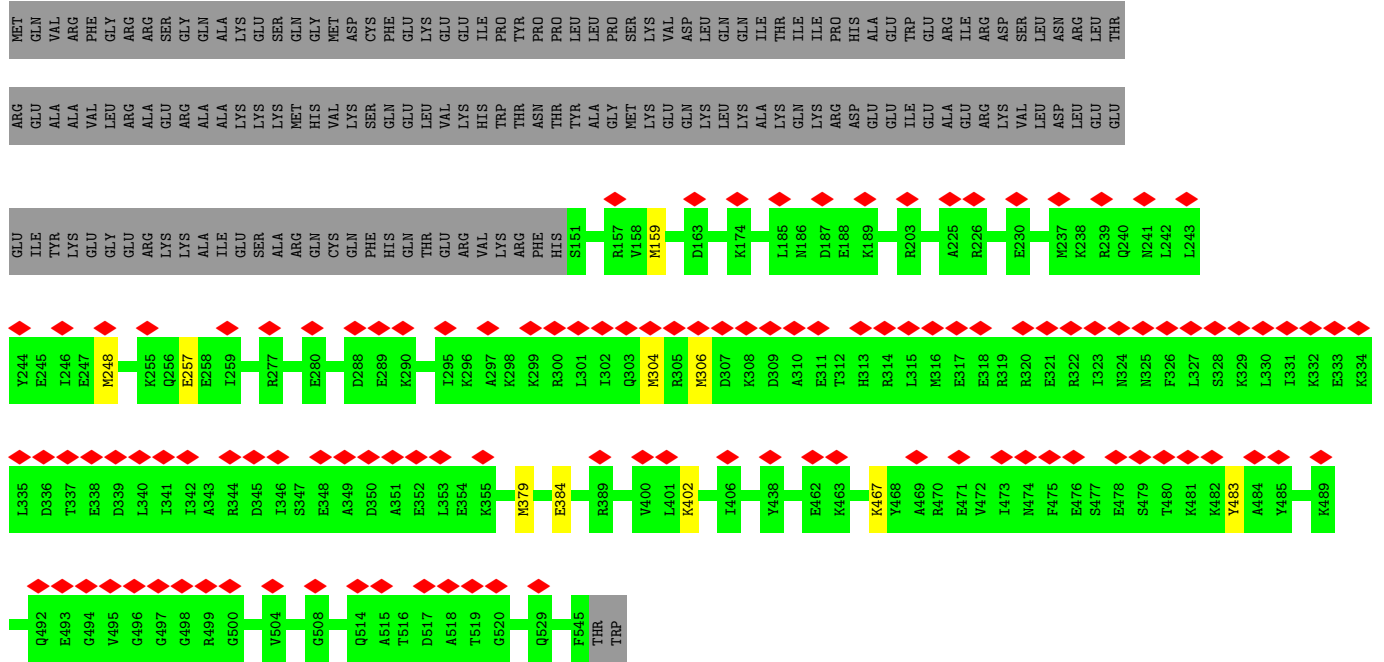 MET GLN VAL ARG PHE GLY ARG ARG SER GLY GLN ALA LYS GLU SER GLN GLY MET ASP CYS PHE GLU LYS GLU GLU ILE PRO TYR PRO PRO LEU LEU PRO SER LYS VAL ASP LEU GLN GLN ILE THR ILE ILE PRO HIS ALA GLU TRP GLU ARG ILE ARG ASP SER LEU ASN ARG LEU THR
ARG GLU ALA ALA VAL LEU ARG ALA GLU ARG ALA ALA LYS LYS LYS MET HIS VAL LYS SER GLN GLU LEU VAL LYS HIS TRP THR ASN THR TYR ALA GLY MET LYS GLU GLN LYS LEU LYS ALA LYS GLN LYS ARG ASP GLU GLU ILE GLU ALA GLU ARG LYS VAL LEU ASP LEU GLU GLU
GLU ILE TYR LYS GLU GLY GLU ARG LYS LYS ALA ILE GLU SER ALA ARG GLN CYS GLN PHE HIS GLN THR GLU ARG VAL LYS ARG PHE HIS S151 R157 V158 M159 D163 K174 L185 N186 D187 E188 K189 R203 A225 R226 E230 M237 K238 R239 Q240 N241 L242 L243
Y244 E245 I246 E247 M248 K255 Q256 E257 E258 I259 R277 E280 D288 E289 K290 I295 K296 A297 K298 K299 R300 L301 I302 Q303 M304 R305 M306 D307 K308 D309 A310 E311 T312 H313 R314 L315 M316 E317 E318 R319 R320 E321 R322 I323 N324 N325 F326 L327 S328 K329 L330 I331 K332 E333 K334
L335 D336 T337 E338 D339 L340 I341 I342 A343 R344 D345 I346 S347 E348 A349 D350 A351 E352 L353 E354 K355 M379 E384 R389 V400 L401 K402 I406 Y438 E462 K463 K467 Y468 A469 R470 E471 V472 I473 N474 F475 E476 S477 E478 S479 T480 K481 K482 Y483 A484 Y485 K489
Q492 E493 G494 V495 G496 G497 G498 R499 G500 V504 G508 Q514 A515 T516 D517 A518 T519 G520 Q529 F545 THR TRP